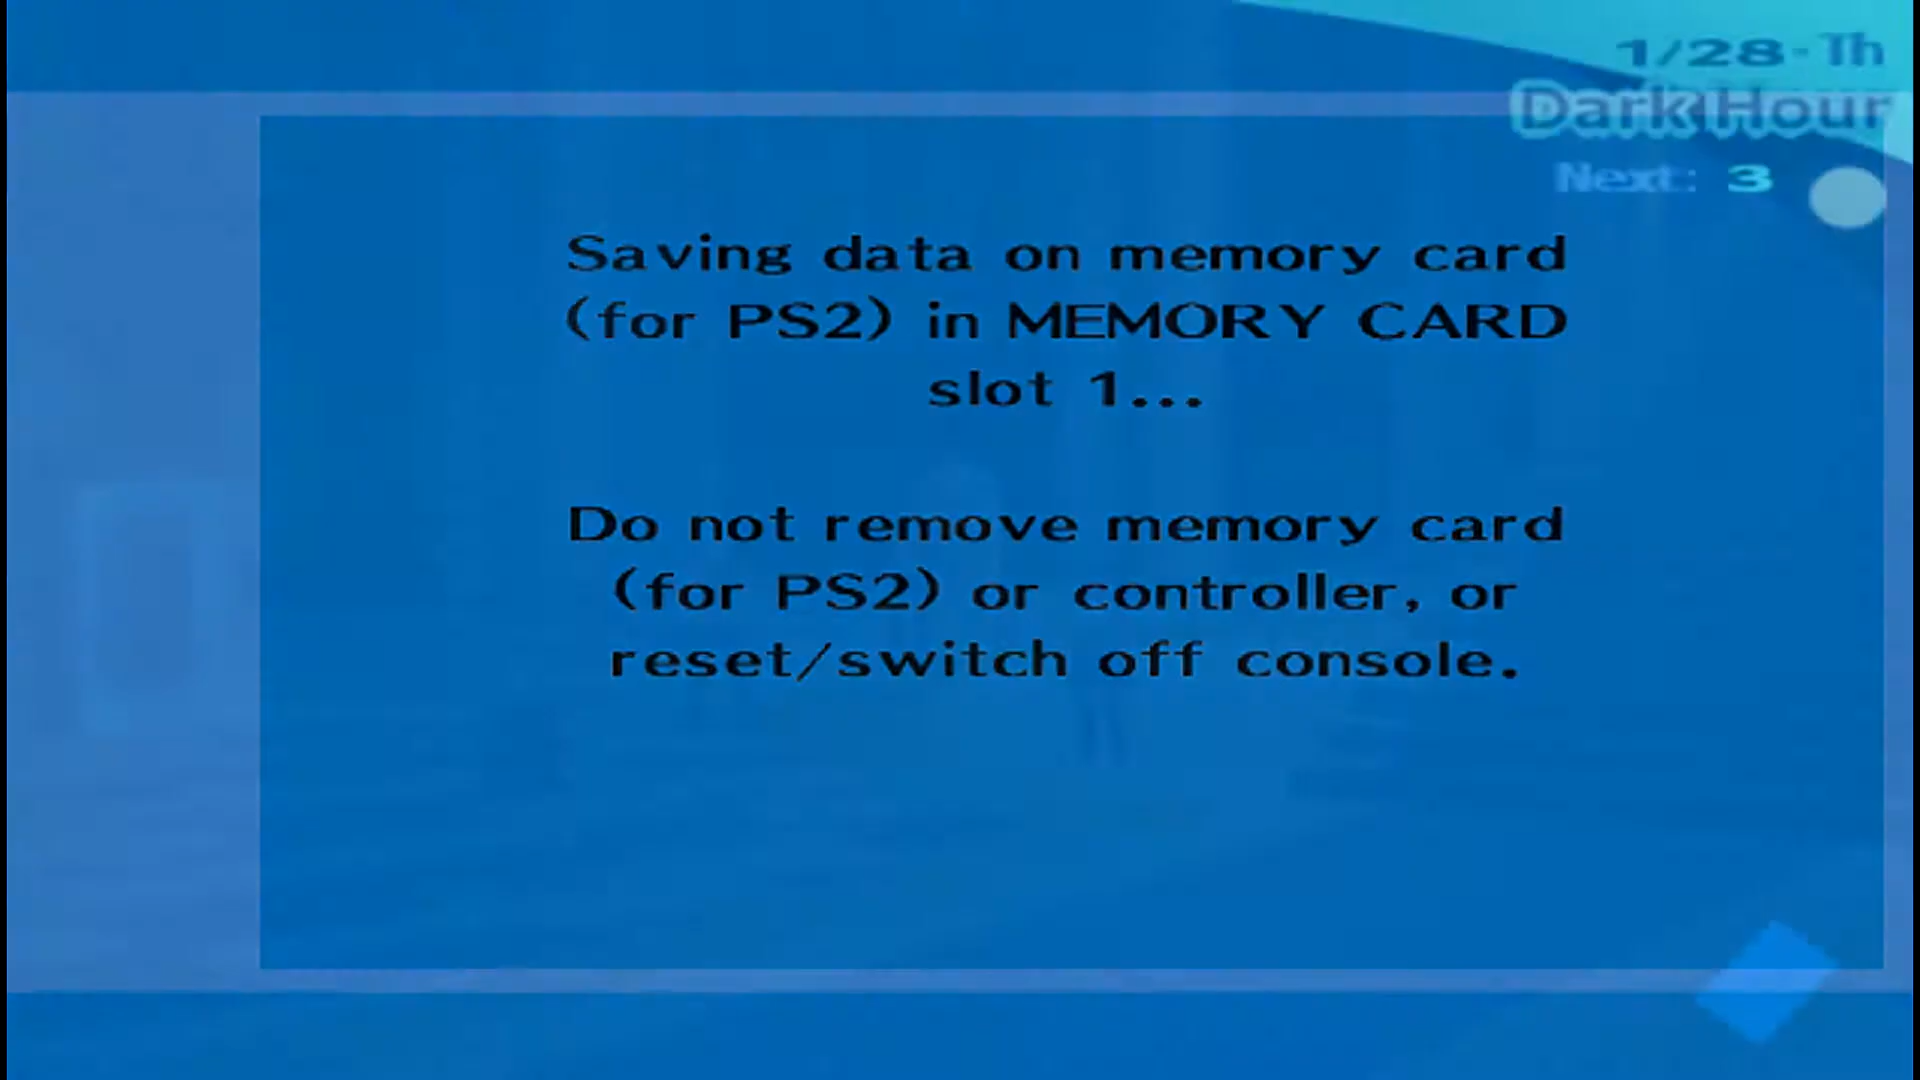 1/28 - Th
Dark Hour
Next: 3
Saving data on memory card
(for PS2) in MEMORY CARD
slot 1...
Do not remove memory card
(for PS2) or controller, or
reset/switch off console.